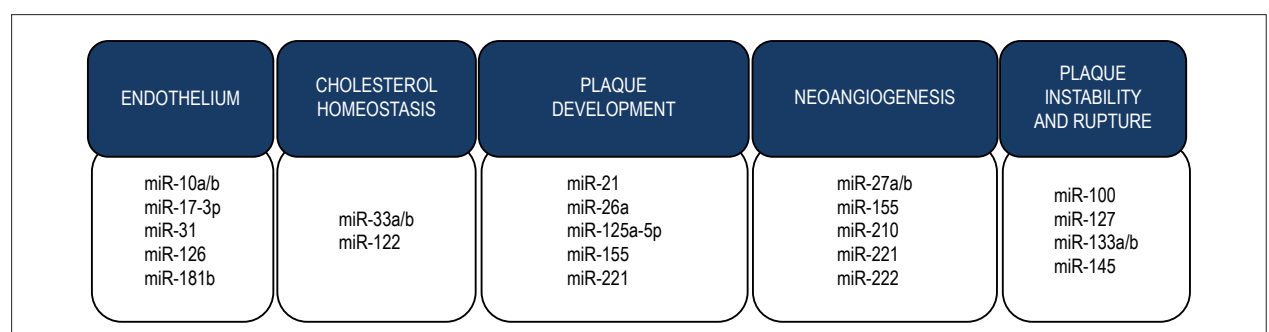 ENDOTHELIUM
miR-10a/b
miR-17-3p
miR-31
miR-126
miR-181b
CHOLESTEROL
HOMEOSTASIS
miR-33a/b
miR-122
PLAQUE
DEVELOPMENT
miR-21
miR-26a
miR-125a-5p
miR-155
miR-221
NEOANGIOGENESIS
miR-27a/b
miR-155
miR-210
miR-221
miR-222
PLAQUE
INSTABILITY
AND RUPTURE
miR-100
miR-127
miR-133a/b
miR-145